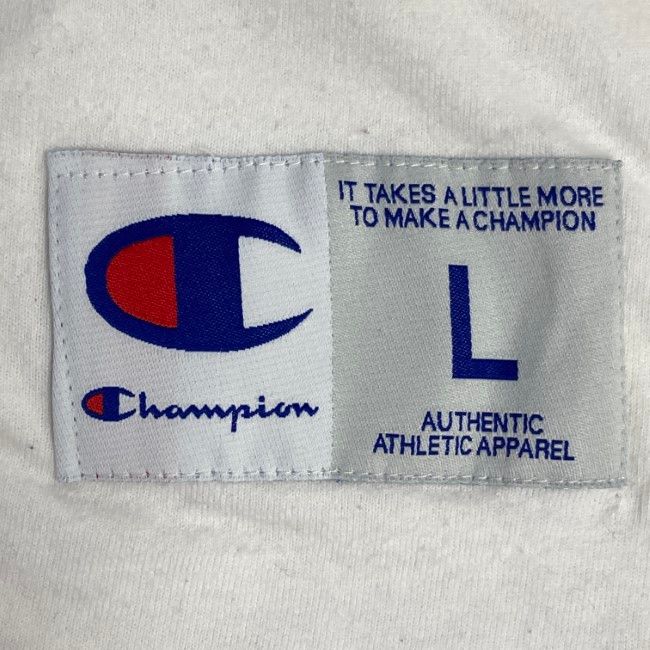 Champion
IT TAKES A LITTLE MORE
TO MAKE A CHAMPION
L
AUTHENTIC
ATHLETIC APPAREL